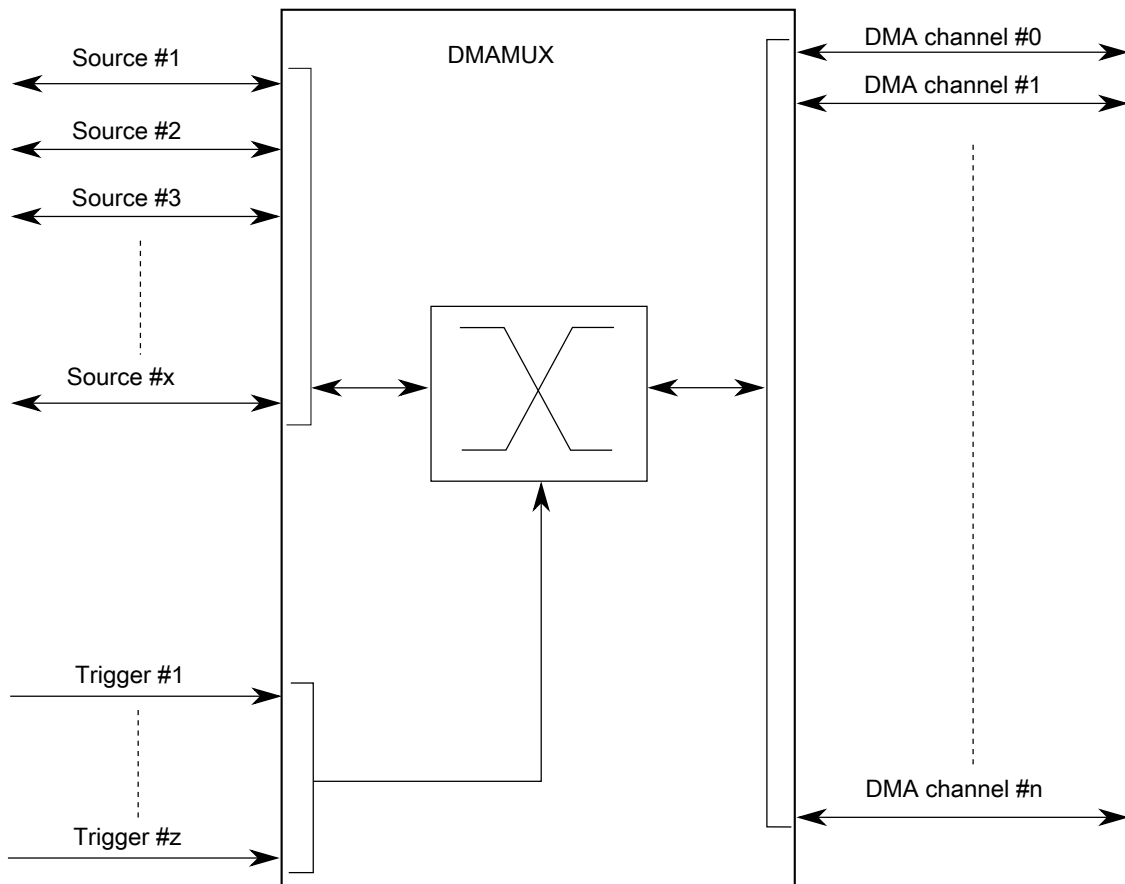 DMAMUX
Source #1
Source #2
Source #3
Source #x
Trigger #1
Trigger #z
DMA channel #0
DMA channel #1
DMA channel #n